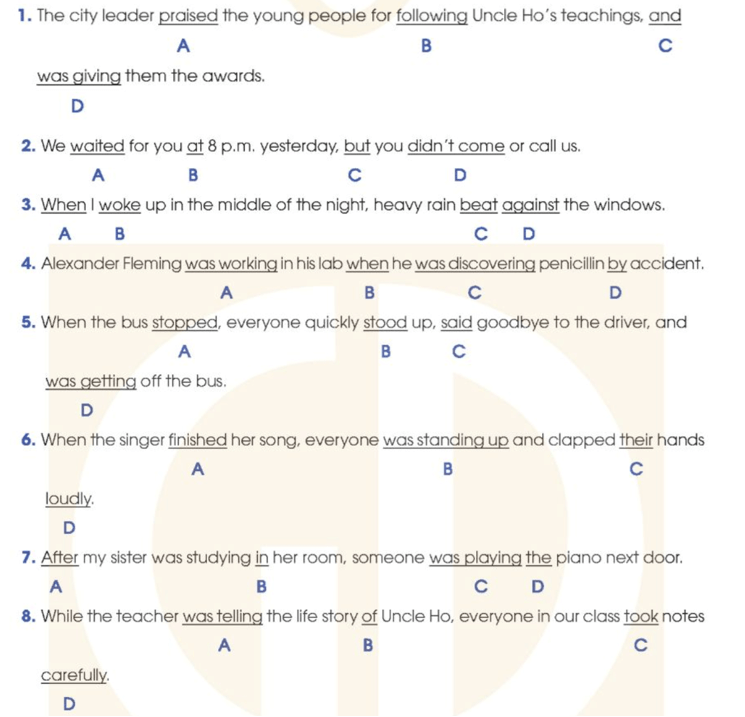 1. The city leader praised the young people for following Uncle Ho's teachings, and
A B C
was giving them the awards.
D
2. We waited for you at 8 p.m. yesterday, but you didn't come or call us.
A B C D
3. When I woke up in the middle of the night, heavy rain beat against the windows.
A B C D
4. Alexander Fleming was working in his lab when he was discovering penicillin by accident.
A B C D
5. When the bus stopped, everyone quickly stood up, said goodbye to the driver, and
A B C
was getting off the bus.
D
6. When the singer finished her song, everyone was standing up and clapped their hands
A B C
loudly.
D
7. After my sister was studying in her room, someone was playing the piano next door.
A B C D
8. While the teacher was telling the life story of Uncle Ho, everyone in our class took notes
A B C
carefully.
D